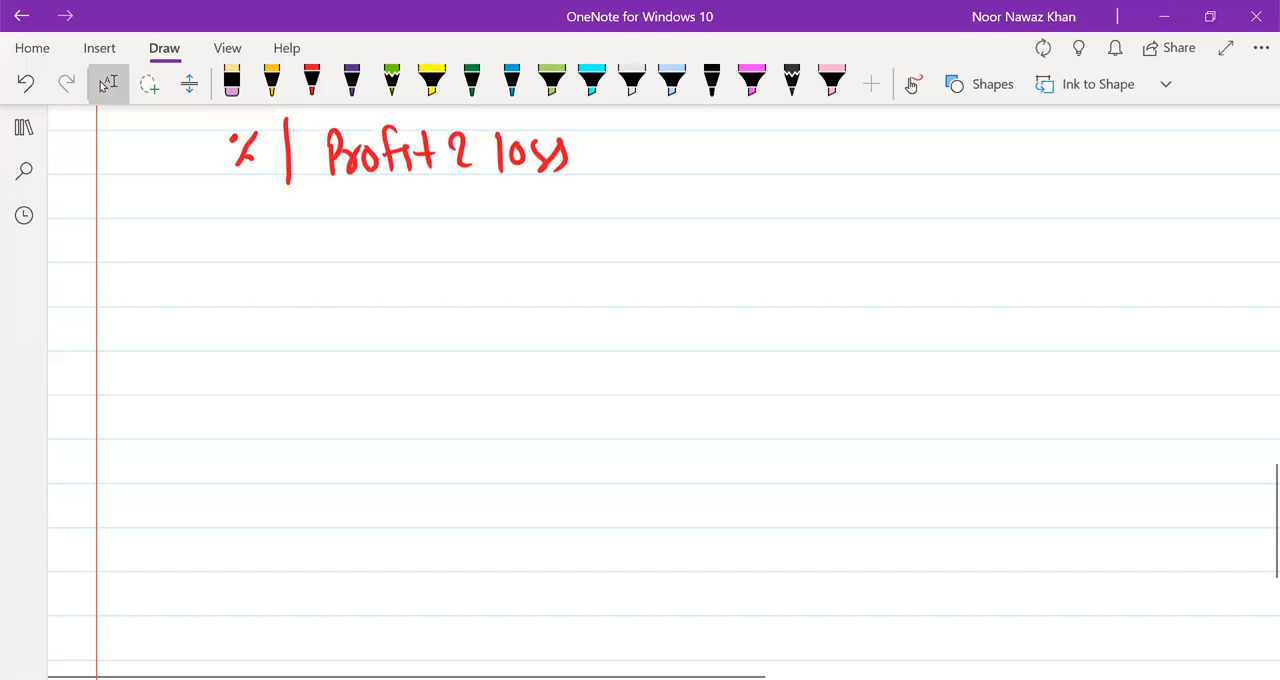 OneNote for Windows 10
Noor Nawaz Khan
Home Insert Draw View Help
Share
Shapes
Ink to Shape
% | Profit 2 loss